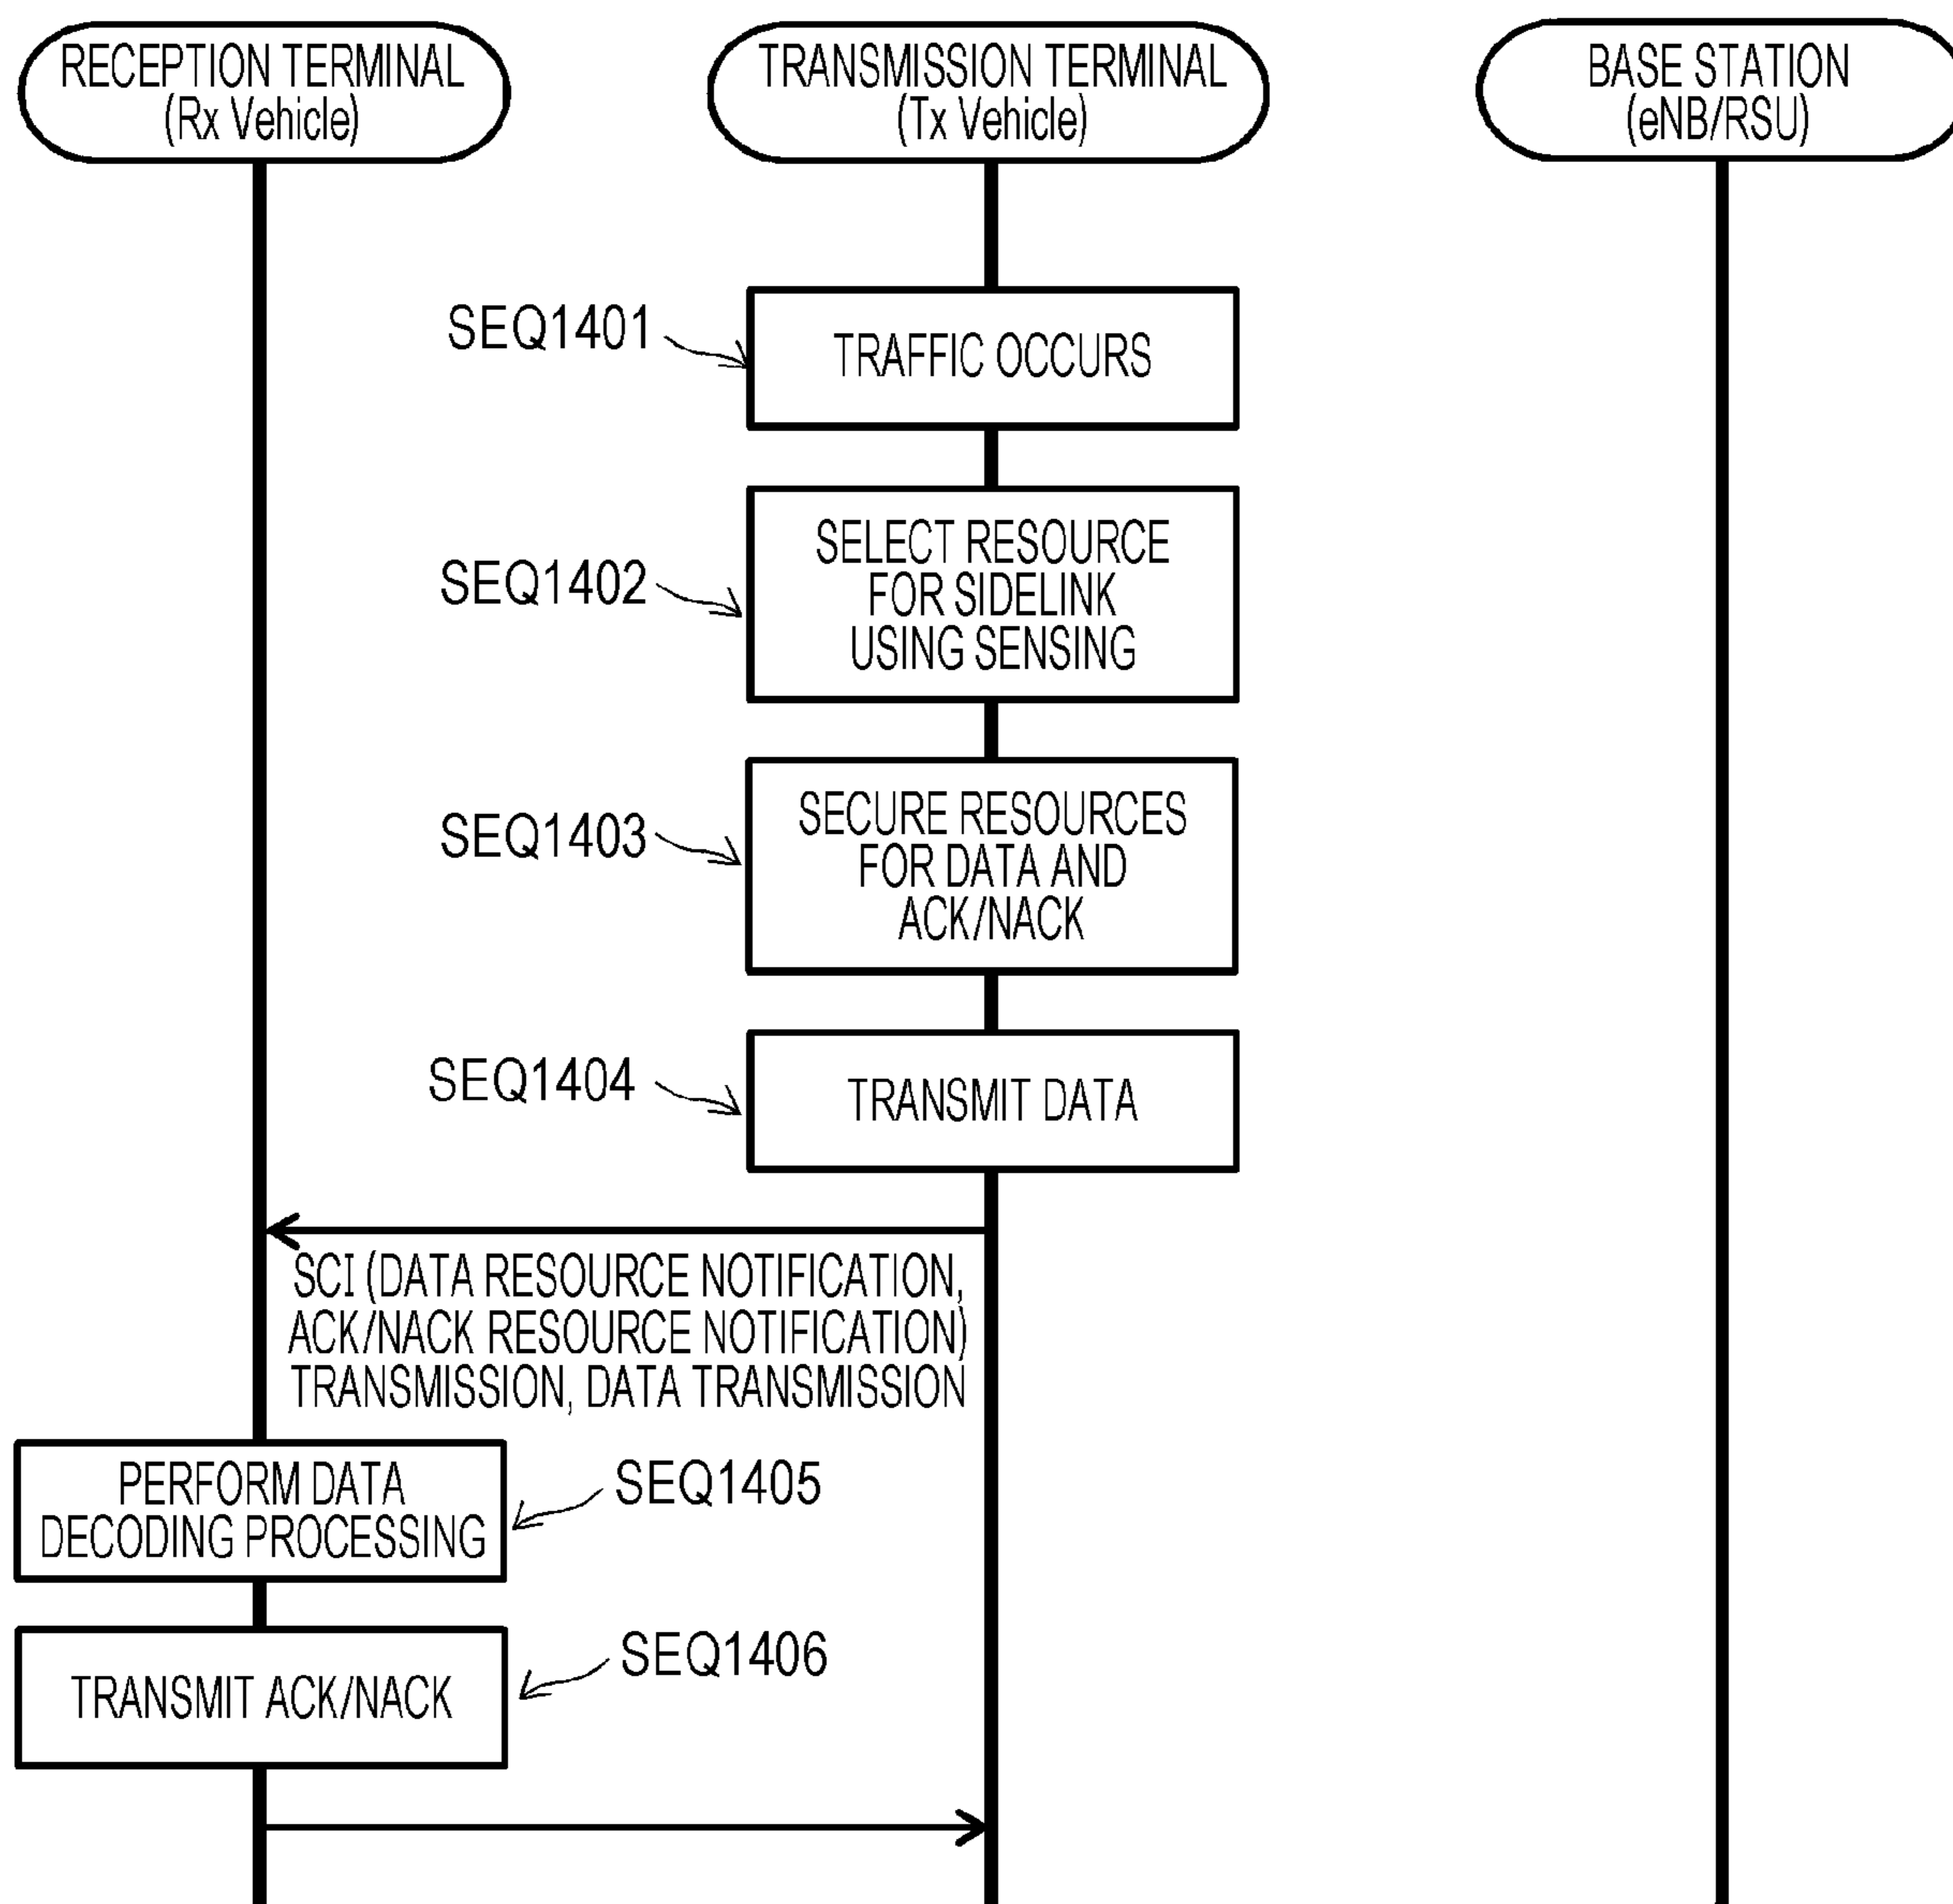 RECEPTION TERMINAL
(Rx Vehicle)
TRANSMISSION TERMINAL
(Tx Vehicle)
BASE STATION
(eNB/RSU)
SEQ1401
TRAFFIC OCCURS
SEQ1402
SELECT RESOURCE
FOR SIDELINK
USING SENSING
SEQ1403
SECURE RESOURCES
FOR DATA AND
ACK/NACK
SEQ1404
TRANSMIT DATA
SCI (DATA RESOURCE NOTIFICATION,
ACK/NACK RESOURCE NOTIFICATION)
TRANSMISSION, DATA TRANSMISSION
PERFORM DATA
DECODING PROCESSING
SEQ1405
TRANSMIT ACK/NACK
SEQ1406